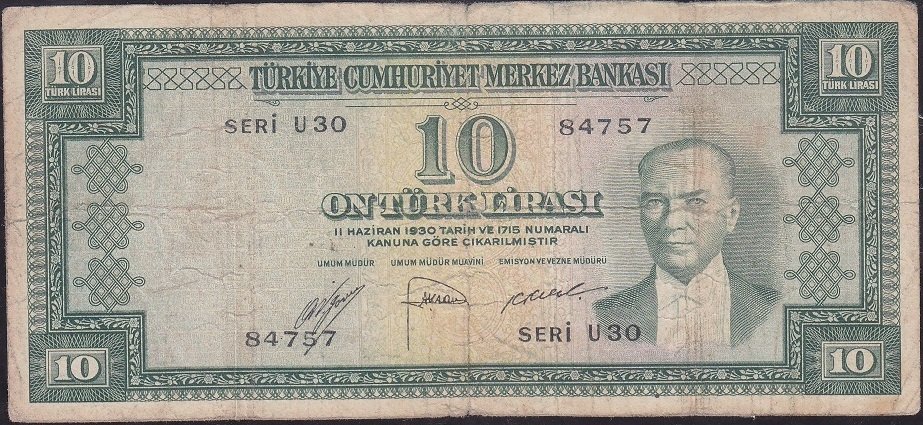 10 TÜRK LİRASI
TÜRKİYE CUMHURİYET MERKEZ BANKASI
10 TÜRK LİRASI
SERİ U30
84757
10
ON TÜRK LİRASI
11 HAZİRAN 1930 TARİH VE 1715 NUMARALI
KANUNA GÖRE ÇIKARILMIŞTIR
UMUM MÜDÜR UMUM MÜDÜR MUAVİNİ EMİSYON VE VEZNE MÜDÜRÜ
84757
SERİ U30
10
10